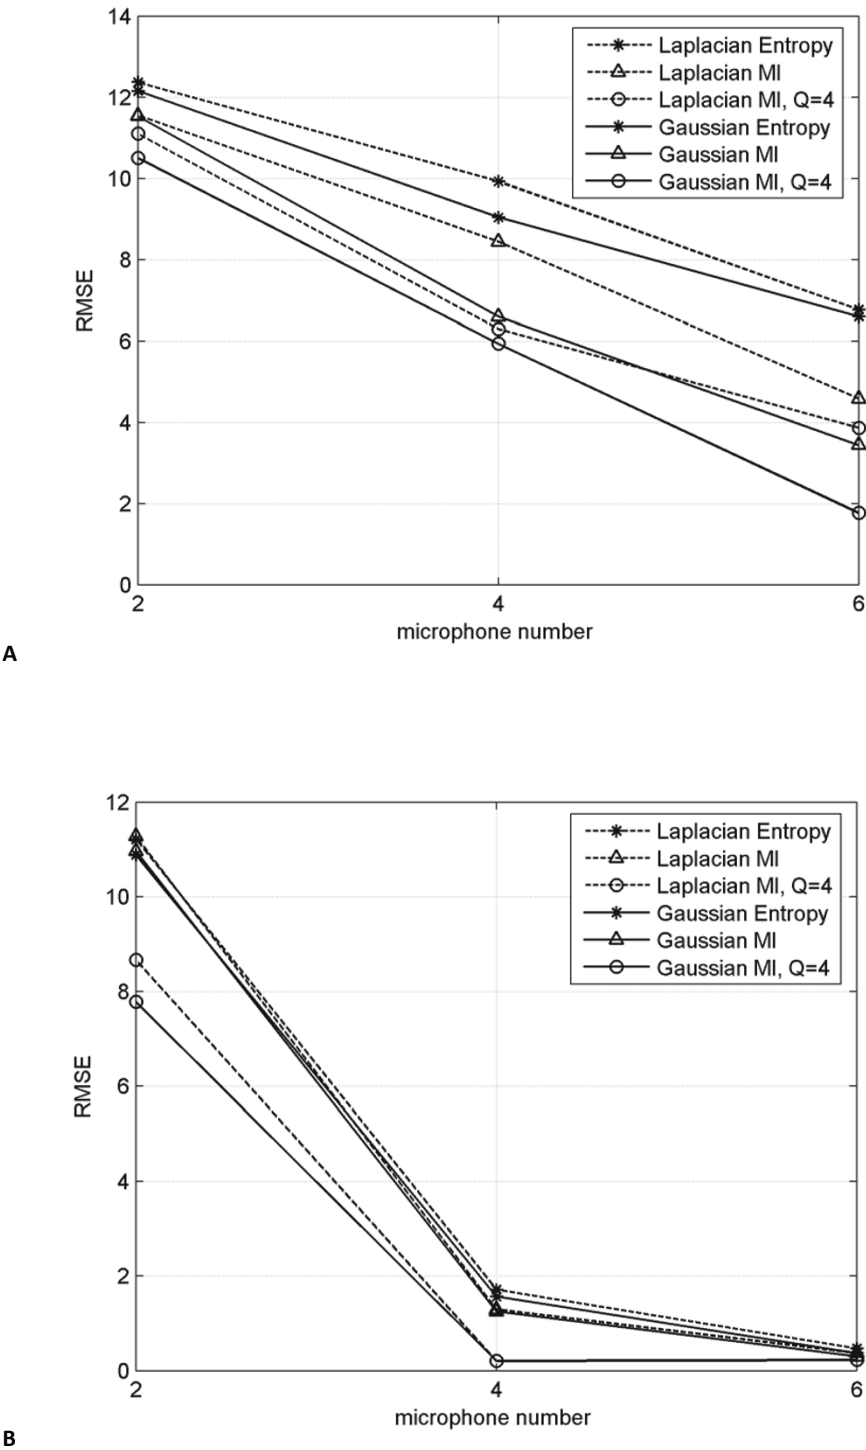 14
12
10
8
6
4
2
0
RMSE
Laplacian Entropy
Laplacian MI
Laplacian MI, Q=4
Gaussian Entropy
Gaussian MI
Gaussian MI, Q=4
2 4 6
microphone number
A
12
10
8
6
4
2
0
RMSE
Laplacian Entropy
Laplacian MI
Laplacian MI, Q=4
Gaussian Entropy
Gaussian MI
Gaussian MI, Q=4
2 4 6
microphone number
B